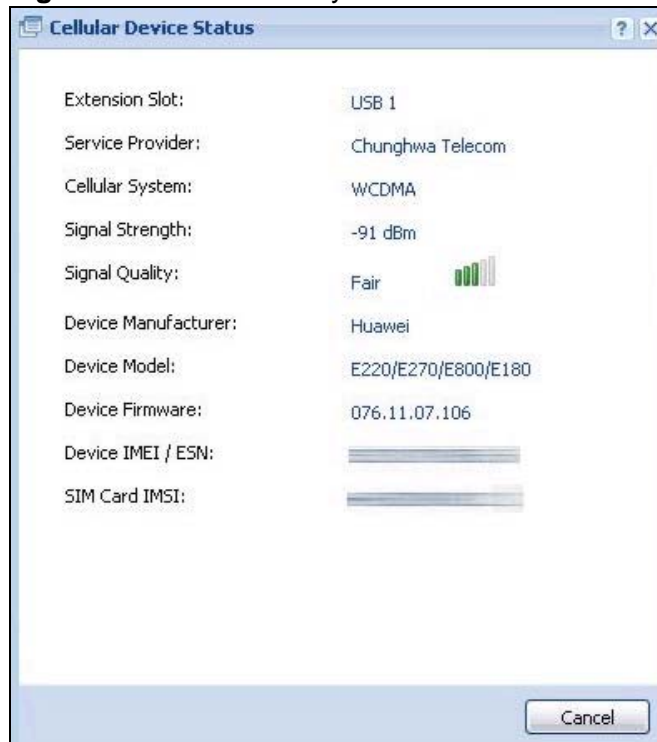 Cellular Device Status
Extension Slot: USB 1
Service Provider: Chunghwa Telecom
Cellular System: WCDMA
Signal Strength: -91 dBm
Signal Quality: Fair
Device Manufacturer: Huawei
Device Model: E220/E270/E800/E180
Device Firmware: 076.11.07.106
Device IMEI / ESN:
SIM Card IMSI:
Cancel